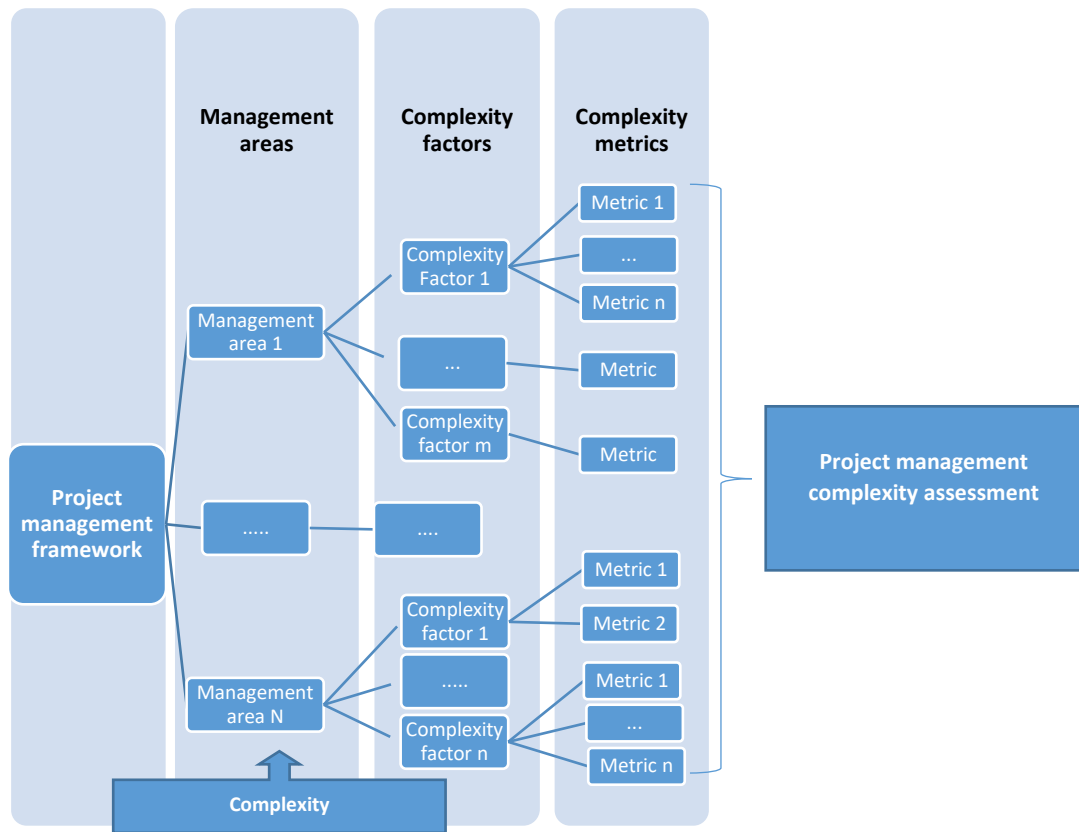 Management
areas
Complexity
factors
Complexity
metrics
Project
management
framework
Management
area 1
.....
Management
area N
Complexity
Factor 1
...
Complexity
factor m
....
Complexity
factor 1
.....
Complexity
factor n
Metric 1
...
Metric n
Metric
Metric
Metric 1
Metric 2
Metric 1
...
Metric n
Project management
complexity assessment
Complexity